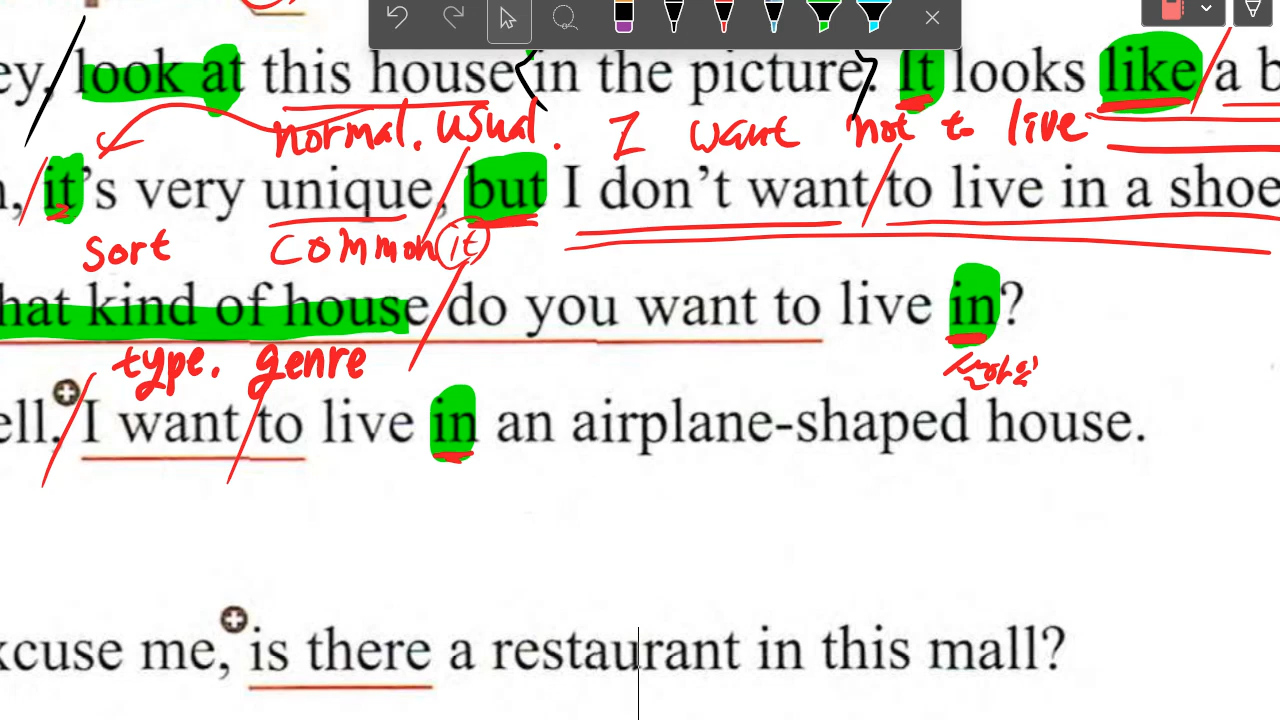 ey, look at this house in the picture. It looks like a b
normal. usual. I want not to live
n, it's very unique, but I don't want to live in a shoe
sort common it
hat kind of house do you want to live in?
type. genre
ell, I want to live in an airplane-shaped house.
xcuse me, is there a restaurant in this mall?